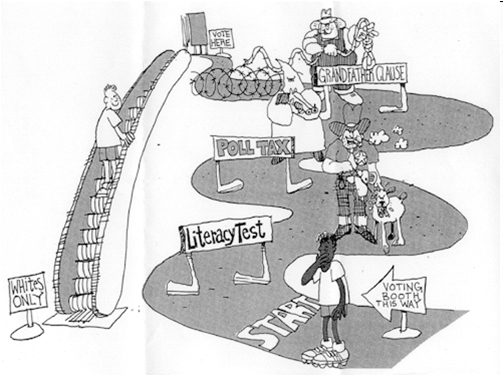 VOTE
HERE
GRANDFATHER CLAUSE
POLL TAX
Literacy Test
WHITES
ONLY
VOTING
BOOTH
THIS WAY
START